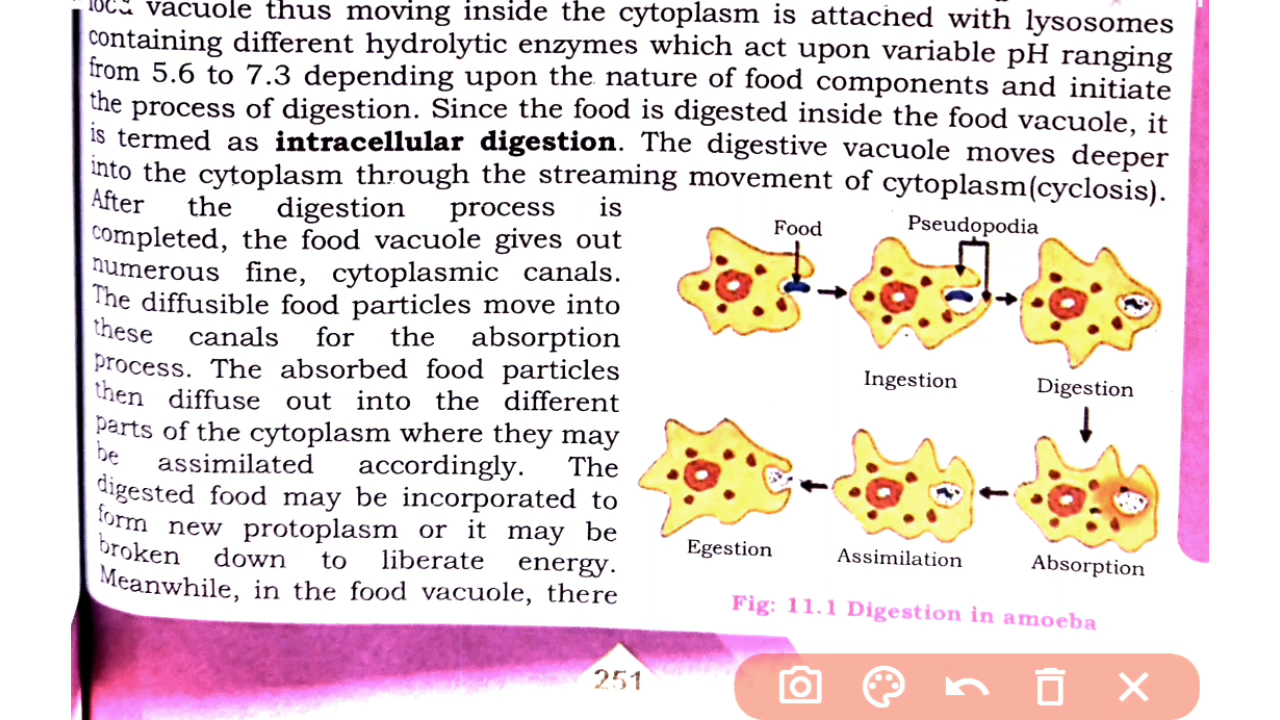 vacuole thus moving inside the cytoplasm is attached with lysosomes
containing different hydrolytic enzymes which act upon variable pH ranging
from 5.6 to 7.3 depending upon the nature of food components and initiate
the process of digestion. Since the food is digested inside the food vacuole, it
is termed as intracellular digestion. The digestive vacuole moves deeper
into the cytoplasm through the streaming movement of cytoplasm(cyclosis).
After the digestion process is
completed, the food vacuole gives out
numerous fine, cytoplasmic canals.
The diffusible food particles move into
these canals for the absorption
process. The absorbed food particles
then diffuse out into the different
parts of the cytoplasm where they may
be assimilated accordingly. The
digested food may be incorporated to
form new protoplasm or it may be
broken down to liberate energy.
Meanwhile, in the food vacuole, there
Food
Pseudopodia
Ingestion
Digestion
Egestion
Assimilation
Absorption
Fig: 11.1 Digestion in amoeba
251